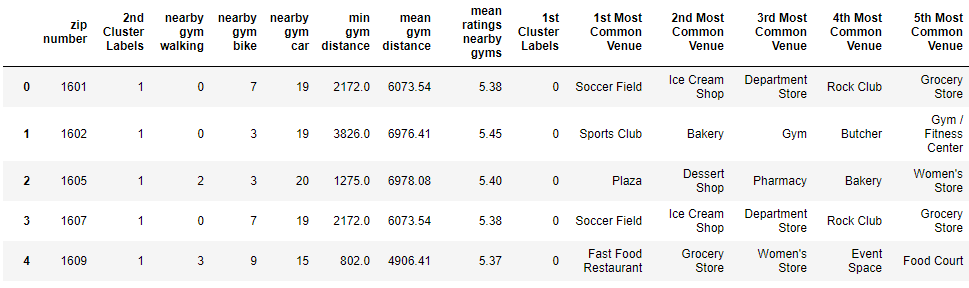 zip number 2nd Cluster Labels nearby gym walking nearby gym bike nearby gym car min gym distance mean gym distance mean ratings nearby gyms 1st Cluster Labels 1st Most Common Venue 2nd Most Common Venue 3rd Most Common Venue 4th Most Common Venue 5th Most Common Venue
0 1601 1 0 7 19 2172.0 6073.54 5.38 0 Soccer Field Ice Cream Shop Department Store Rock Club Grocery Store
1 1602 1 0 3 19 3826.0 6976.41 5.45 0 Sports Club Bakery Gym Butcher Gym / Fitness Center
2 1605 1 2 3 20 1275.0 6978.08 5.40 0 Plaza Dessert Shop Pharmacy Bakery Women's Store
3 1607 1 0 7 19 2172.0 6073.54 5.38 0 Soccer Field Ice Cream Shop Department Store Rock Club Grocery Store
4 1609 1 3 9 15 802.0 4906.41 5.37 0 Fast Food Restaurant Grocery Store Women's Store Event Space Food Court